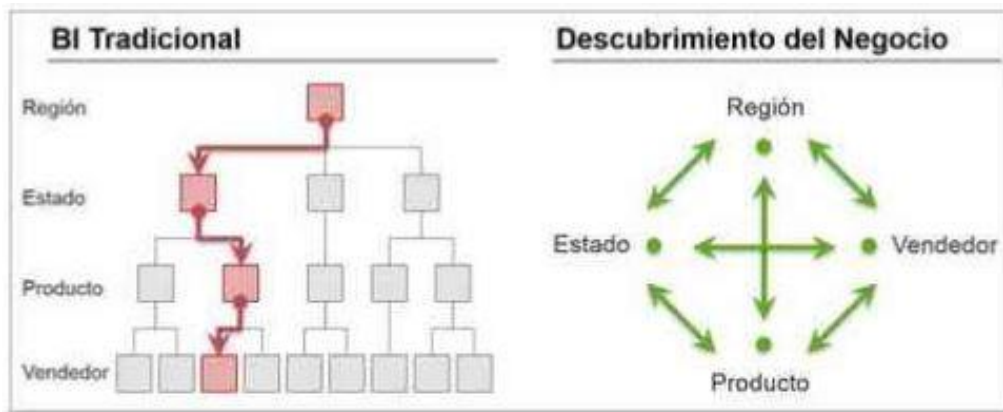 BI Tradicional
Región
Estado
Producto
Vendedor
Descubrimiento del Negocio
Región
Estado
Vendedor
Producto